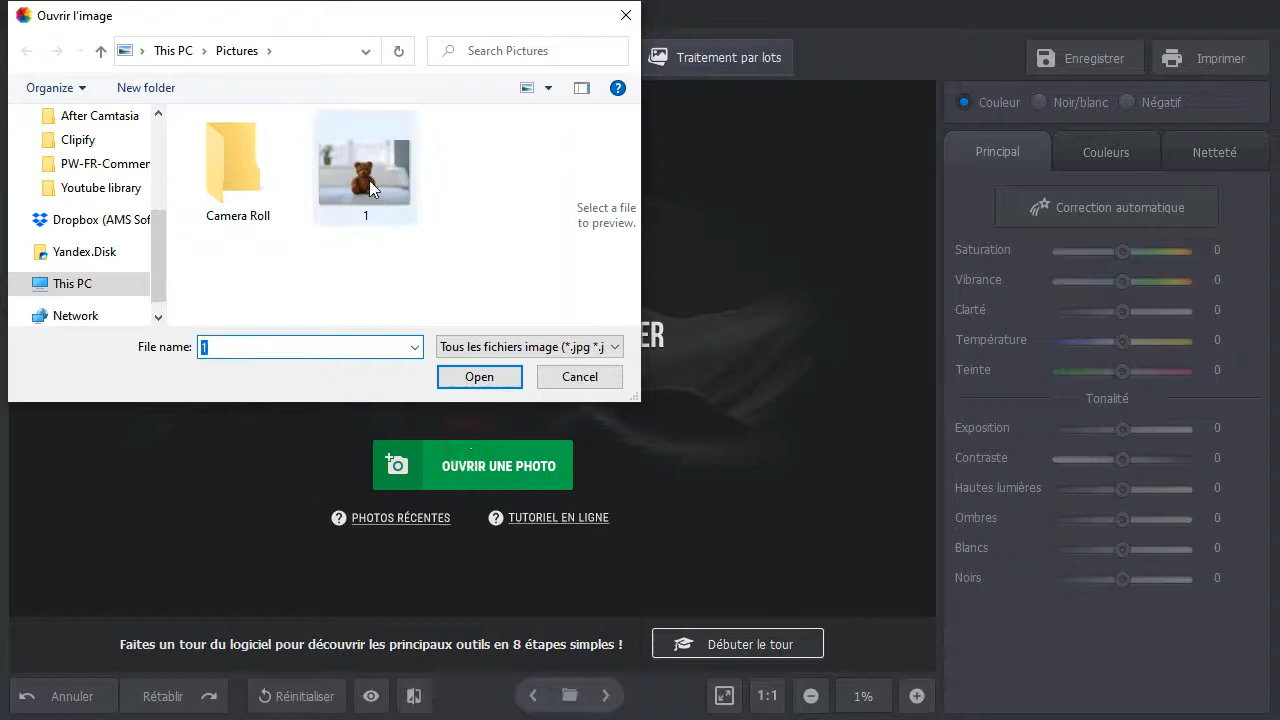 Ouvrir l'image
This PC
Pictures
Search Pictures
Organize
New folder
After Camtasia
Clipify
PW-FR-Commen
Youtube library
Dropbox (AMS Sof
Yandex.Disk
This PC
Network
Camera Roll
1
Select a file
to preview.
File name:
1
Tous les fichiers image (*.jpg *.j
Open
Cancel
Traitement par lots
Enregistrer
Imprimer
Couleur
Noir/blanc
Négatif
Principal
Couleurs
Netteté
Correction automatique
Saturation 0
Vibrance 0
Clarté 0
Température 0
Teinte 0
Tonalité
Exposition 0
Contraste 0
Hautes lumières 0
Ombres 0
Blancs 0
Noirs 0
ER
OUVRIR UNE PHOTO
PHOTOS RÉCENTES
TUTORIEL EN LIGNE
Faites un tour du logiciel pour découvrir les principaux outils en 8 étapes simples !
Débuter le tour
Annuler
Rétablir
Réinitialiser
1:1
1%